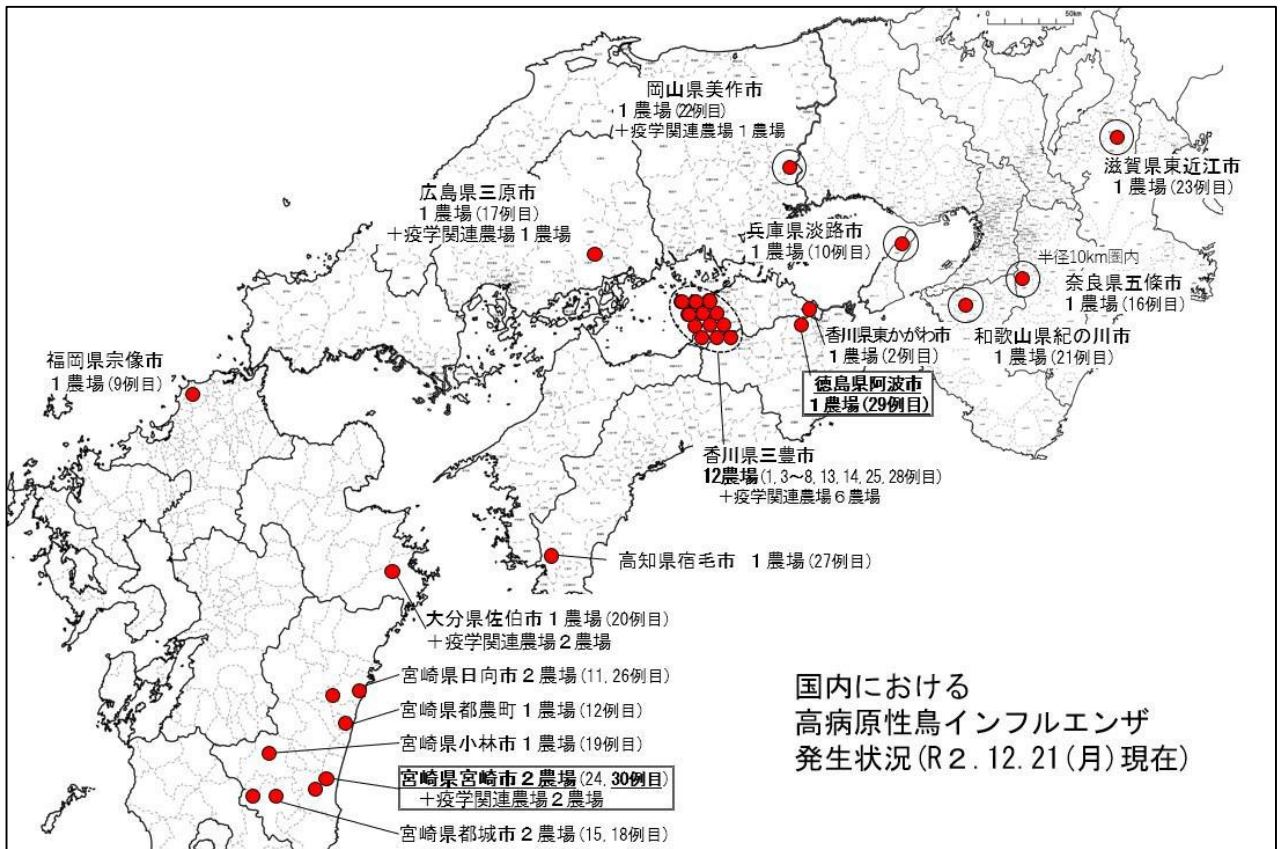 0 50km
岡山県美作市
1農場(22例目)
+疫学関連農場1農場
滋賀県東近江市
1農場(23例目)
広島県三原市
1農場(17例目)
+疫学関連農場1農場
兵庫県淡路市
1農場(10例目)
半径10km圏内
奈良県五條市
1農場(16例目)
香川県東かがわ市
1農場(2例目)
和歌山県紀の川市
1農場(21例目)
福岡県宗像市
1農場(9例目)
徳島県阿波市
1農場(29例目)
香川県三豊市
12農場(1,3~8,13,14,25,28例目)
+疫学関連農場6農場
高知県宿毛市 1農場(27例目)
大分県佐伯市1農場(20例目)
+疫学関連農場2農場
宮崎県日向市2農場(11,26例目)
宮崎県都農町1農場(12例目)
宮崎県小林市1農場(19例目)
宮崎県宮崎市2農場(24,30例目)
+疫学関連農場2農場
宮崎県都城市2農場(15,18例目)
国内における
高病原性鳥インフルエンザ
発生状況(R2.12.21(月)現在)